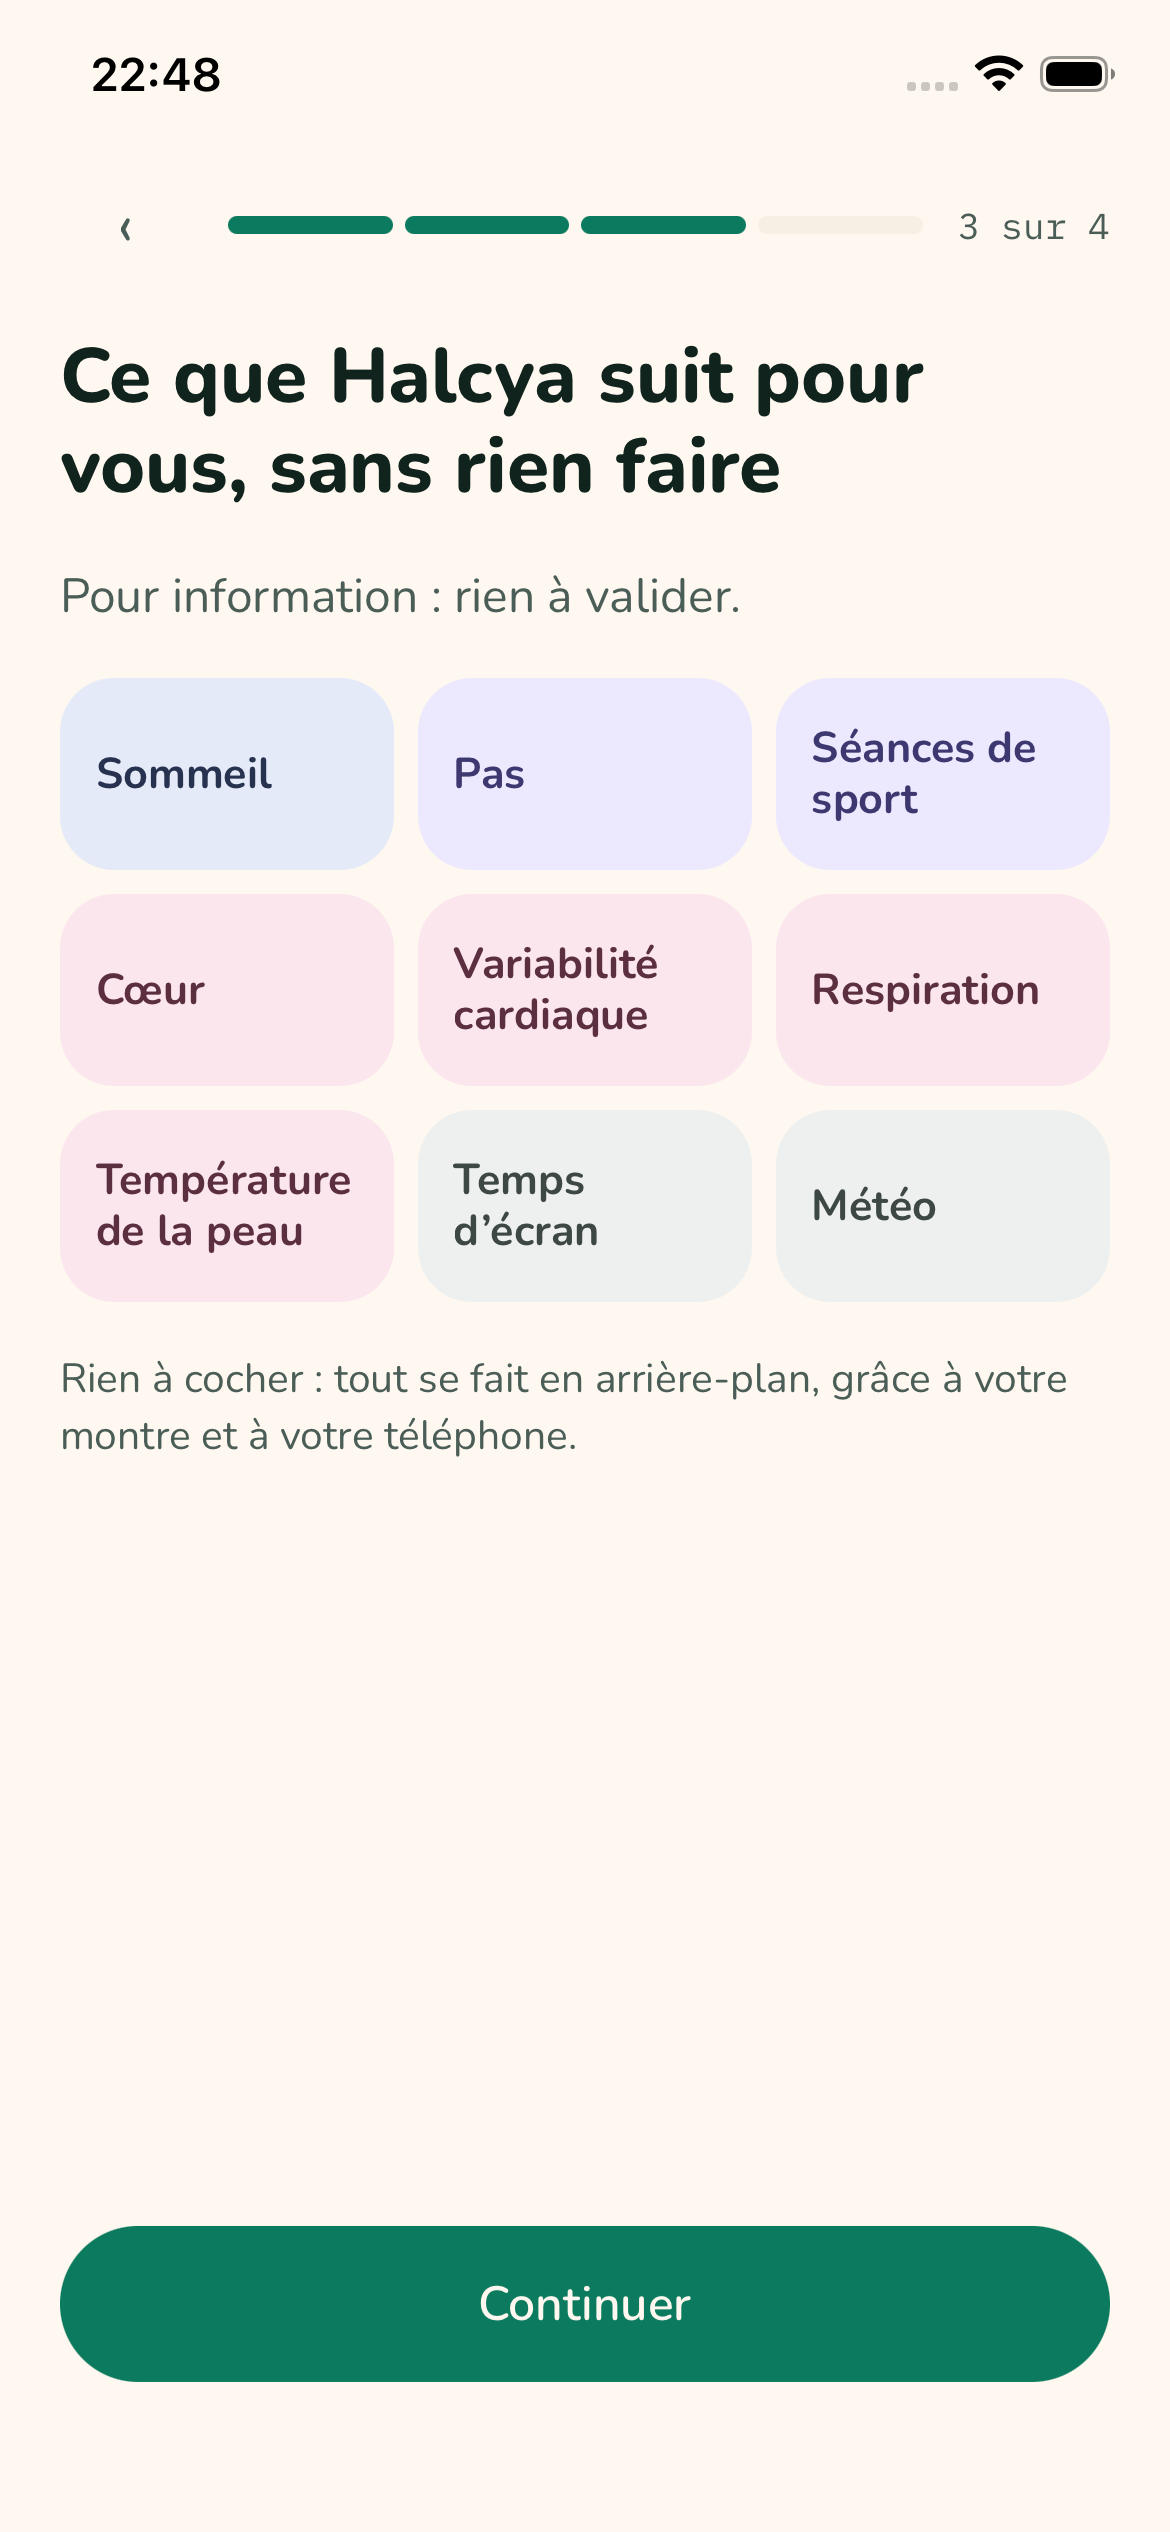 22:48
3 sur 4
Ce que Halcya suit pour
vous, sans rien faire
Pour information : rien à valider.
Sommeil
Pas
Séances de
sport
Cœur
Variabilité
cardiaque
Respiration
Température
de la peau
Temps
d’écran
Météo
Rien à cocher : tout se fait en arrière-plan, grâce à votre
montre et à votre téléphone.
Continuer